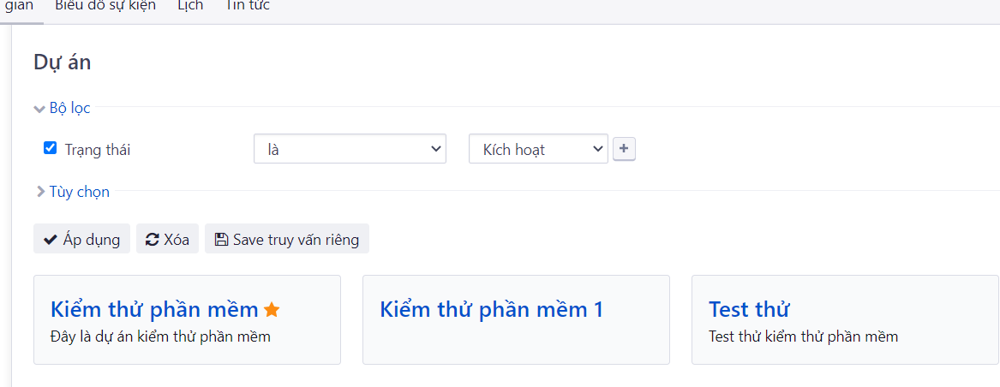 gian Biểu đồ sự kiện Lịch Tin tức
Dự án
Bộ lọc
Trạng thái là Kích hoạt +
Tùy chọn
Áp dụng Xóa Save truy vấn riêng
Kiểm thử phần mềm Kiểm thử phần mềm 1 Test thử
Đây là dự án kiểm thử phần mềm Test thử kiểm thử phần mềm